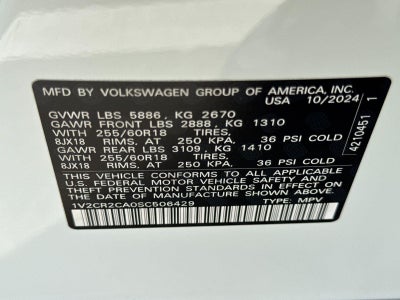 MFD BY VOLKSWAGEN GROUP OF AMERICA, INC.
USA 10/2024
GVWR LBS 5886, KG 2670
GAWR FRONT LBS 2888, KG 1310
WITH 255/60R18 TIRES,
8JX18 RIMS, AT 250 KPA, 36 PSI COLD
GAWR REAR LBS 3109, KG 1410
WITH 255/60R18 TIRES,
8JX18 RIMS, AT 250 KPA, 36 PSI COLD
THIS VEHICLE CONFORMS TO ALL APPLICABLE
U.S. FEDERAL MOTOR VEHICLE SAFETY AND
THEFT PREVENTION STANDARDS IN EFFECT ON
THE DATE OF MANUFACTURE SHOWN ABOVE.
1V2CR2CA0SC506429 TYPE: MPV
4210451 1